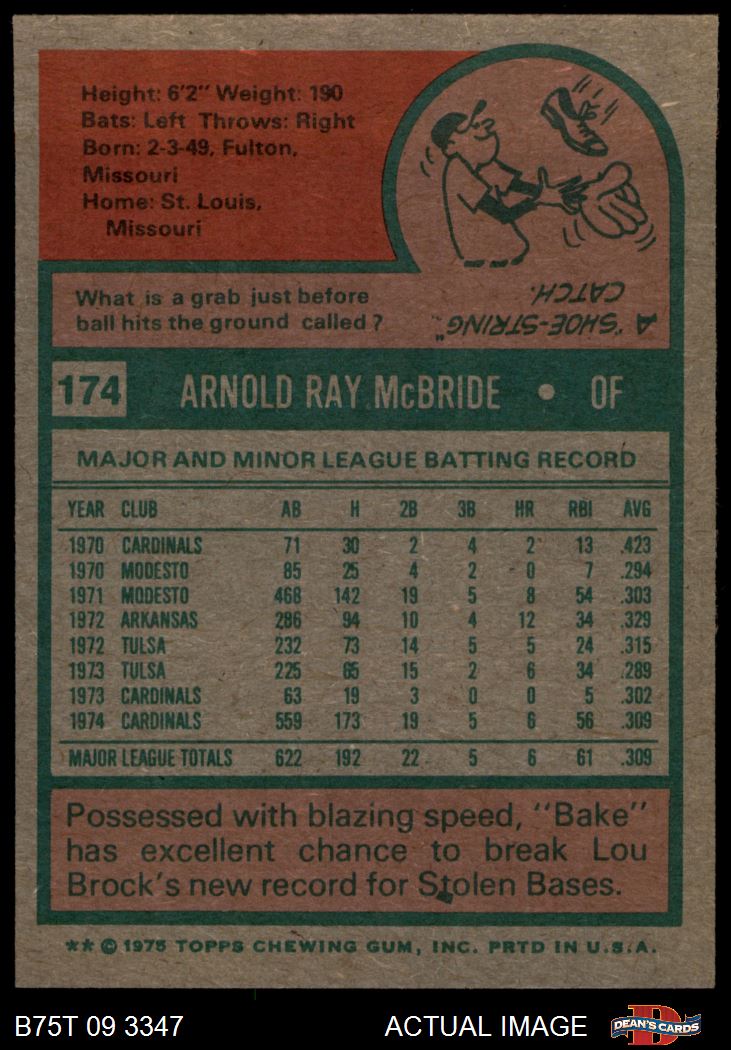 Height: 6'2" Weight: 190
Bats: Left Throws: Right
Born: 2-3-49, Fulton,
Missouri
Home: St. Louis,
Missouri
What is a grab just before
ball hits the ground called?
A "SHOE-STRING"
CATCH.
174 ARNOLD RAY McBRIDE • OF
MAJOR AND MINOR LEAGUE BATTING RECORD
YEAR CLUB AB H 2B 3B HR RBI AVG
1970 CARDINALS 71 30 2 4 2 13 .423
1970 MODESTO 85 25 4 2 0 7 .294
1971 MODESTO 468 142 19 5 8 54 .303
1972 ARKANSAS 286 94 10 4 12 34 .329
1972 TULSA 232 73 14 5 5 24 .315
1973 TULSA 225 65 15 2 6 34 .289
1973 CARDINALS 63 19 3 0 0 5 .302
1974 CARDINALS 559 173 19 5 6 56 .309
MAJOR LEAGUE TOTALS 622 192 22 5 6 61 .309
Possessed with blazing speed, "Bake"
has excellent chance to break Lou
Brock's new record for Stolen Bases.
** © 1975 TOPPS CHEWING GUM, INC. PRTD IN U.S.A.
B75T 09 3347 ACTUAL IMAGE DEAN'S CARDS